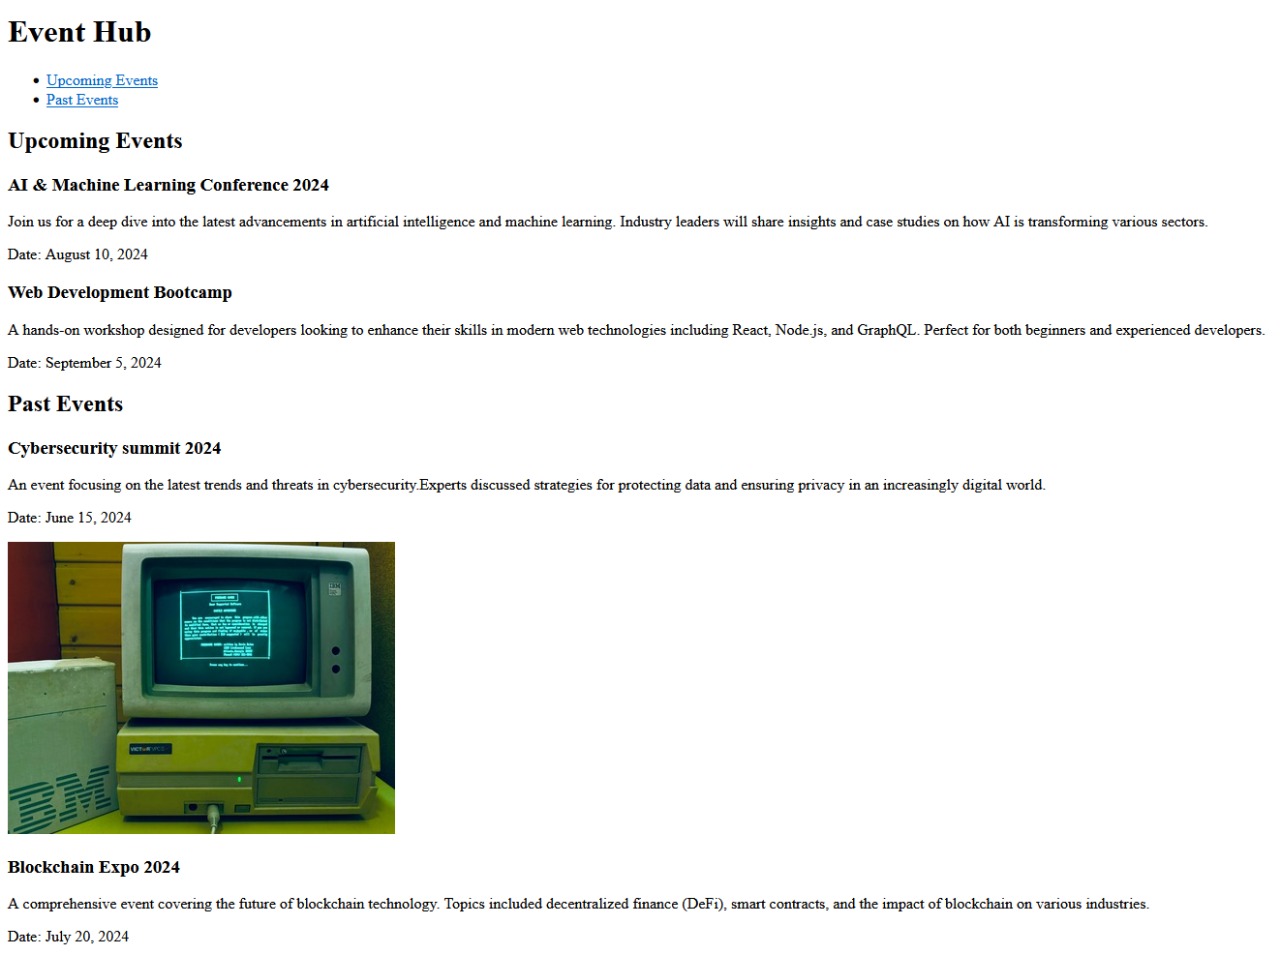 Event Hub
Upcoming Events
Past Events
Upcoming Events
AI & Machine Learning Conference 2024
Join us for a deep dive into the latest advancements in artificial intelligence and machine learning. Industry leaders will share insights and case studies on how AI is transforming various sectors.
Date: August 10, 2024
Web Development Bootcamp
A hands-on workshop designed for developers looking to enhance their skills in modern web technologies including React, Node.js, and GraphQL. Perfect for both beginners and experienced developers.
Date: September 5, 2024
Past Events
Cybersecurity summit 2024
An event focusing on the latest trends and threats in cybersecurity.Experts discussed strategies for protecting data and ensuring privacy in an increasingly digital world.
Date: June 15, 2024
IBM
Blockchain Expo 2024
A comprehensive event covering the future of blockchain technology. Topics included decentralized finance (DeFi), smart contracts, and the impact of blockchain on various industries.
Date: July 20, 2024